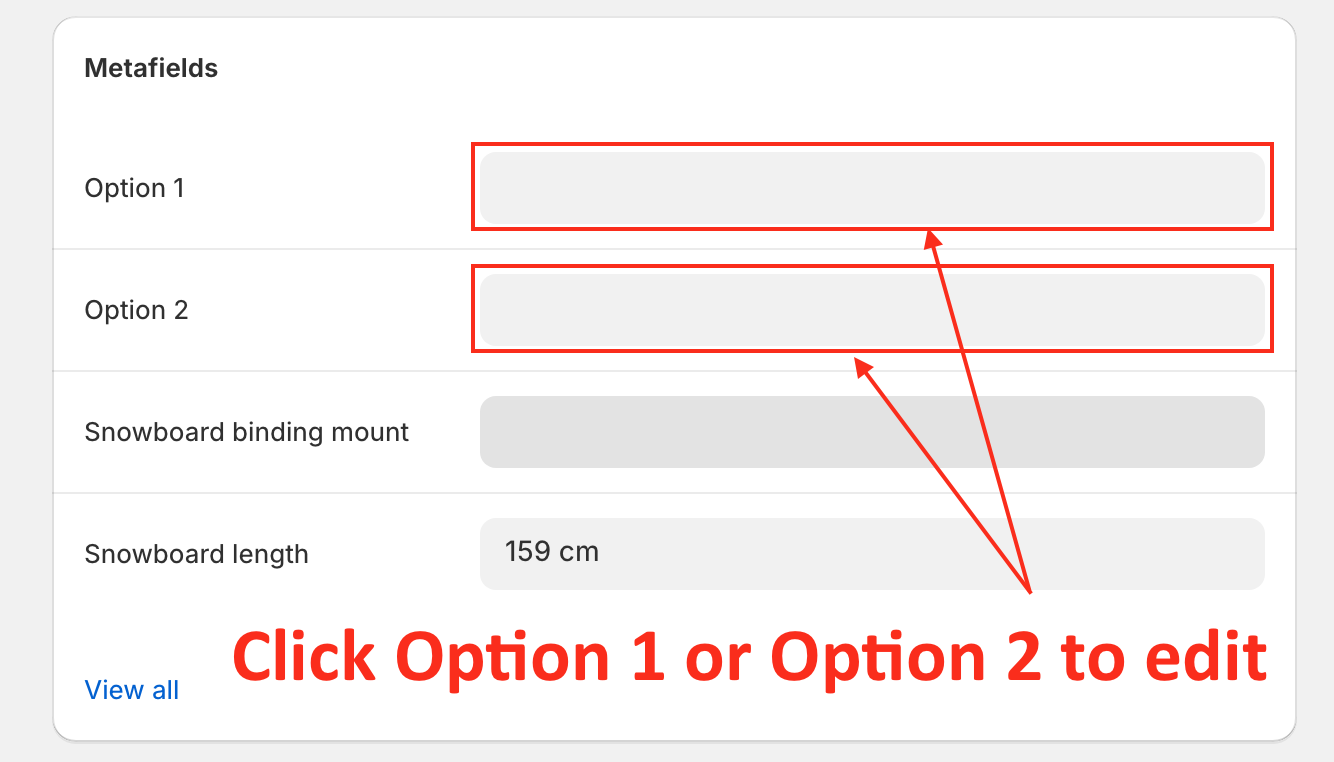 Metafields
Option 1
Option 2
Snowboard binding mount
Snowboard length
159 cm
Click Option 1 or Option 2 to edit
View all